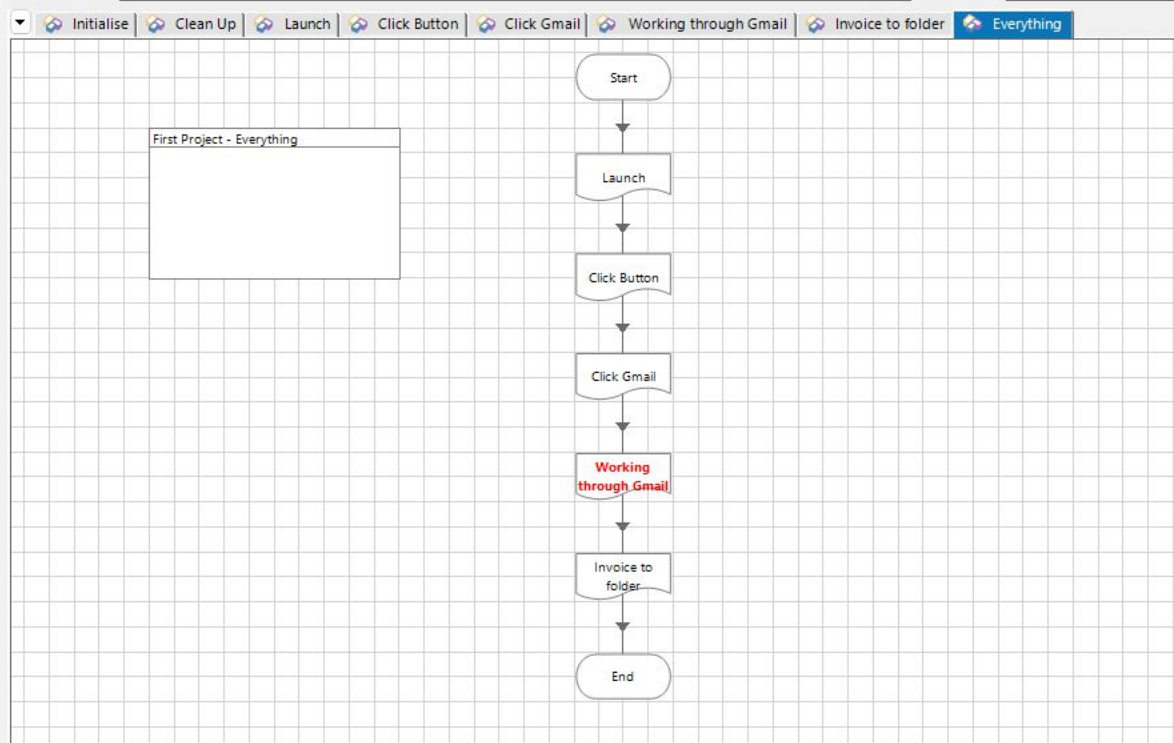 Initialise
Clean Up
Launch
Click Button
Click Gmail
Working through Gmail
Invoice to folder
Everything
First Project - Everything
Start
Launch
Click Button
Click Gmail
Working
through Gmail
Invoice to
folder
End